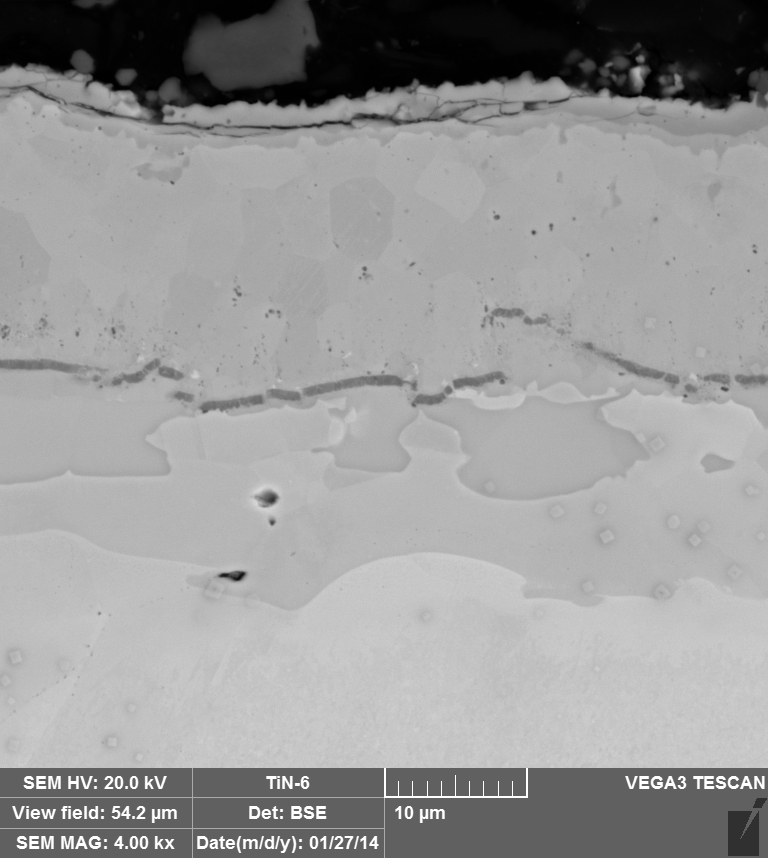 SEM HV: 20.0 kV TiN-6 VEGA3 TESCAN
View field: 54.2 µm Det: BSE 10 µm
SEM MAG: 4.00 kx Date(m/d/y): 01/27/14